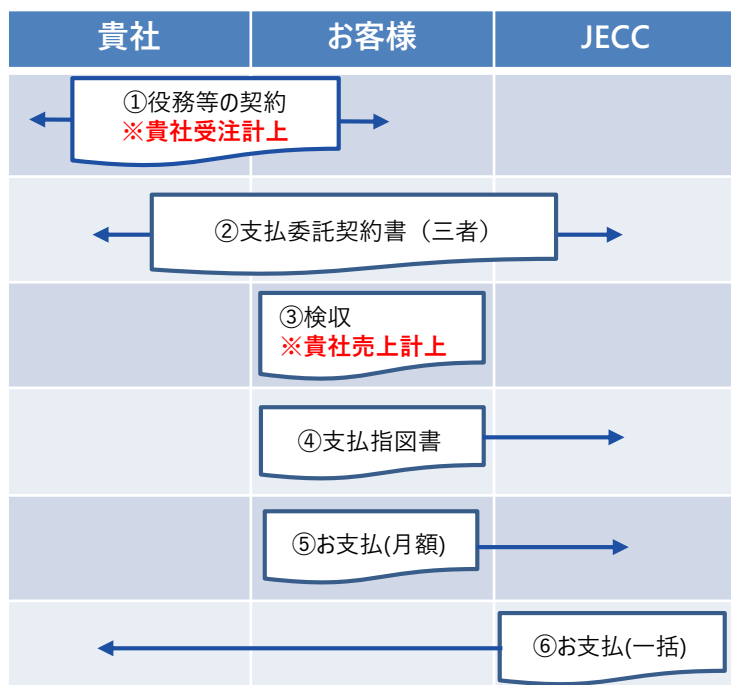 貴社 お客様 JECC
①役務等の契約
※貴社受注計上
②支払委託契約書（三者）
③検収
※貴社売上計上
④支払指図書
⑤お支払(月額)
⑥お支払(一括)